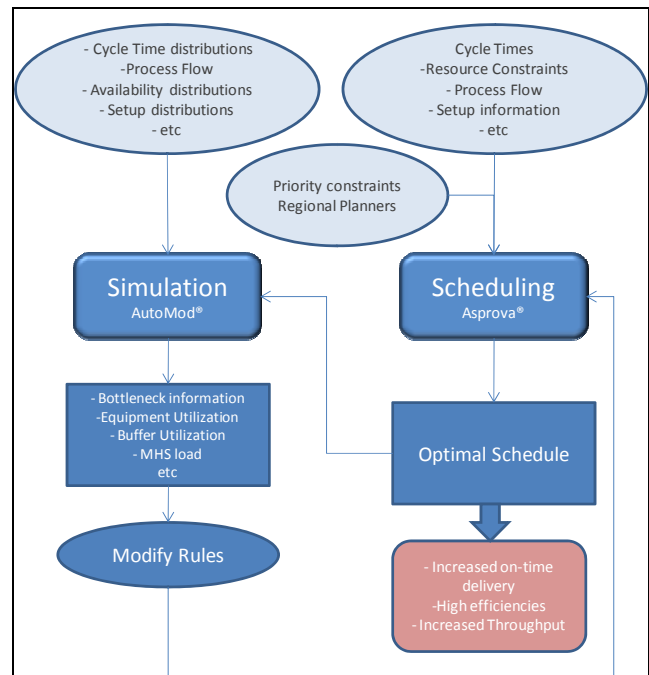 - Cycle Time distributions
-Process Flow
- Availability distributions
- Setup distributions
- etc
Cycle Times
-Resource Constraints
- Process Flow
- Setup information
- etc
Priority constraints
Regional Planners
Simulation
AutoMod®
Scheduling
Asprova®
- Bottleneck information
-Equipment Utilization
- Buffer Utilization
- MHS load
etc
Optimal Schedule
Modify Rules
- Increased on-time
delivery
-High efficiencies
- Increased Throughput